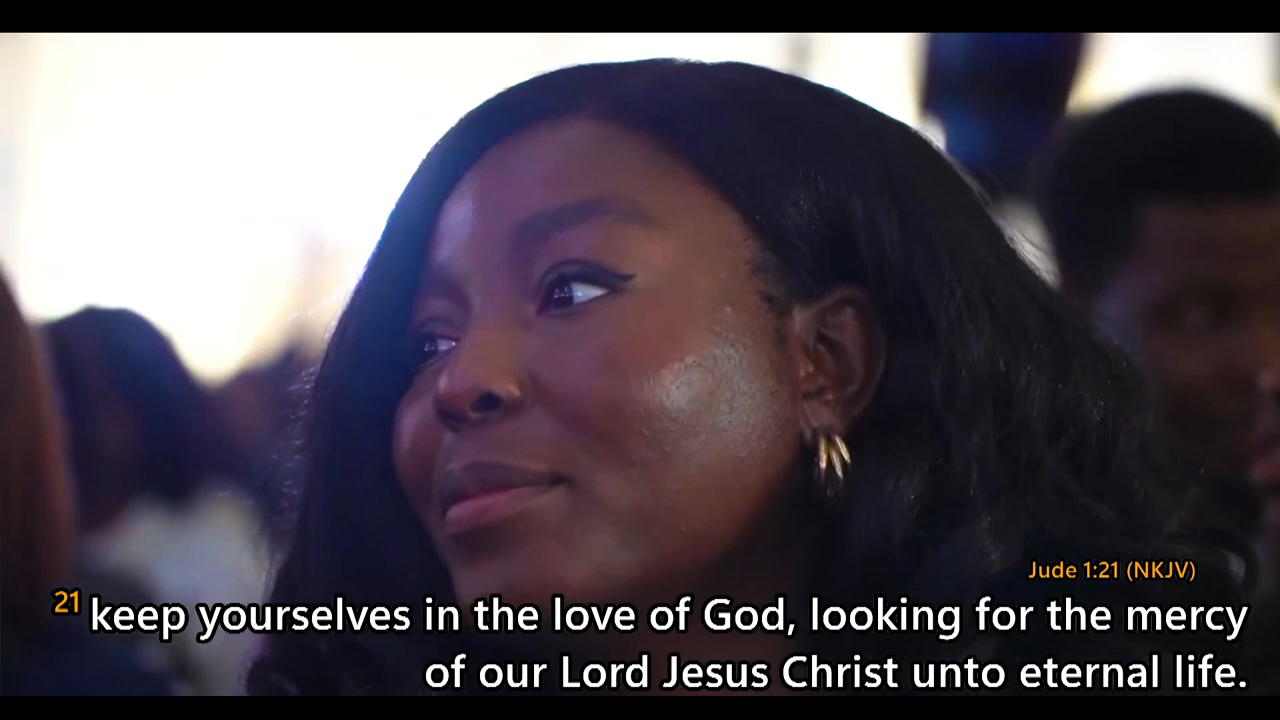 Jude 1:21 (NKJV)
21 keep yourselves in the love of God, looking for the mercy
of our Lord Jesus Christ unto eternal life.